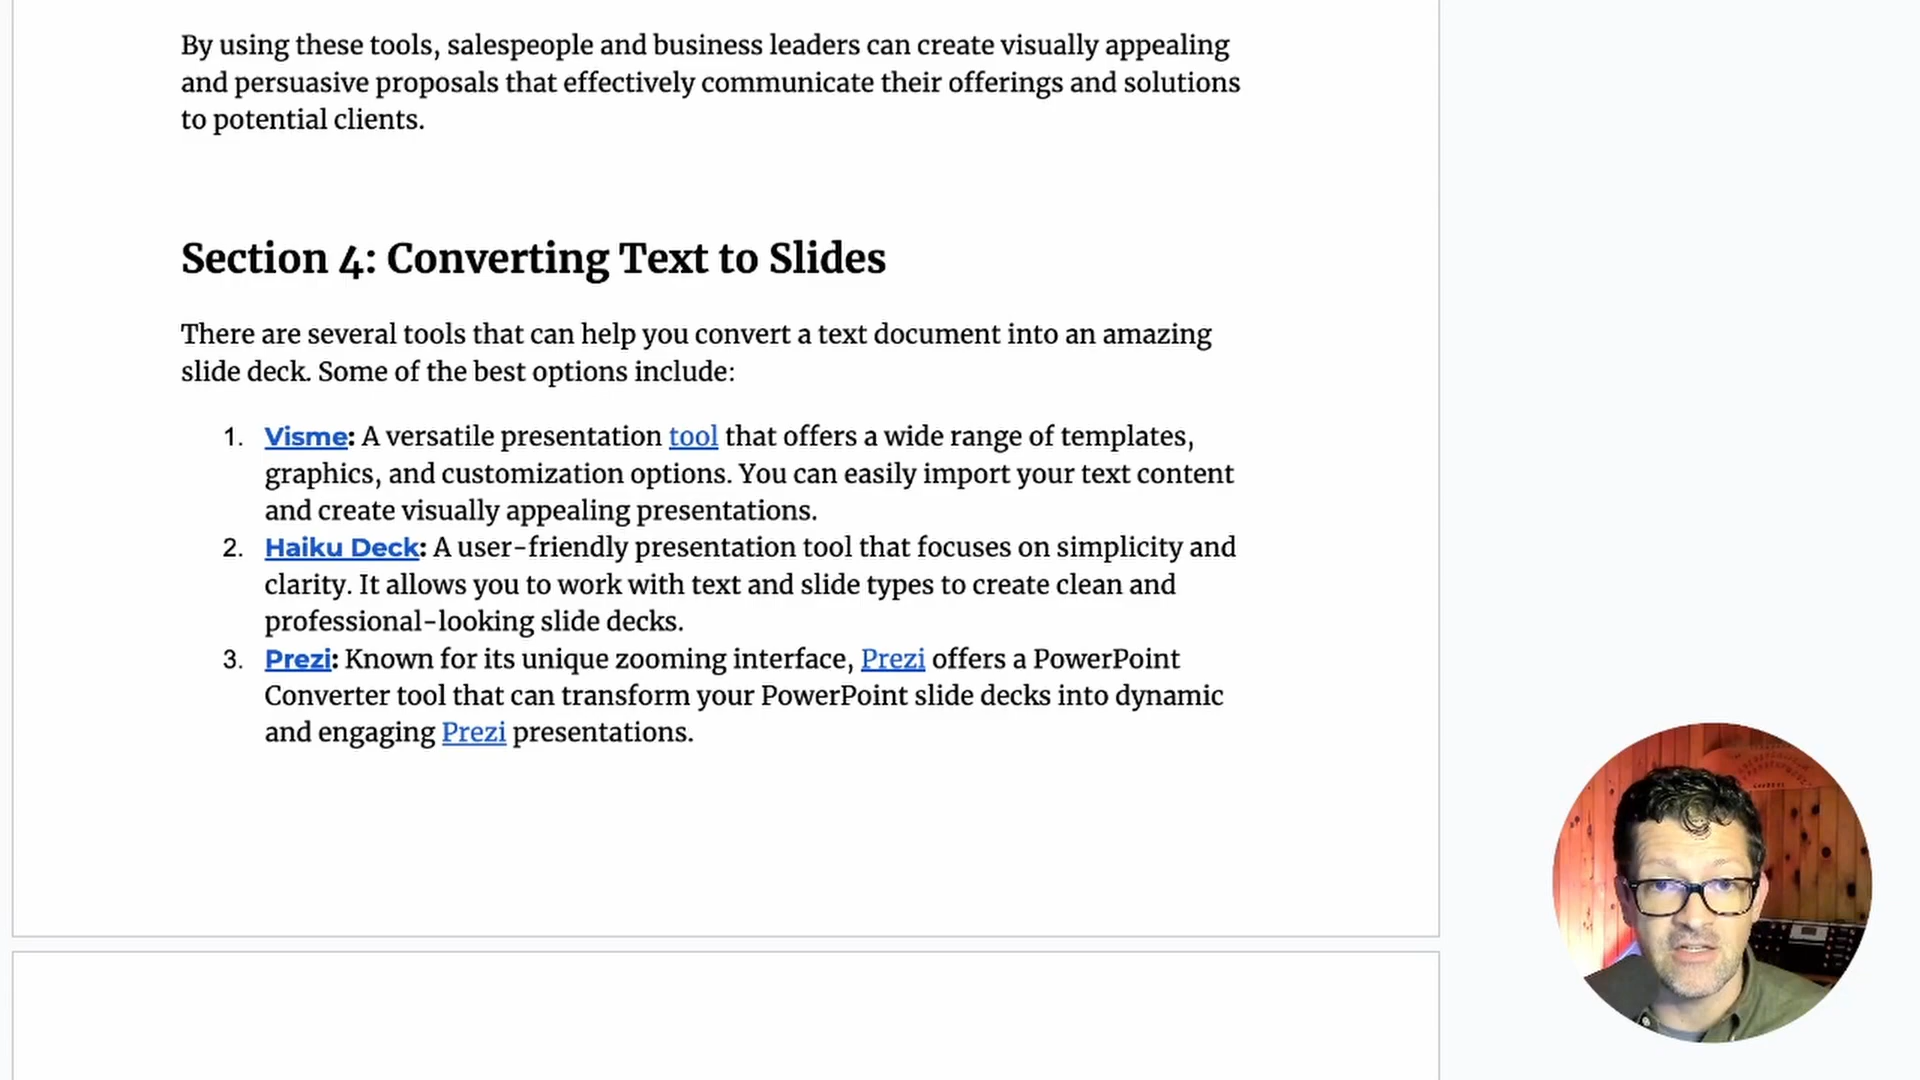 By using these tools, salespeople and business leaders can create visually appealing
and persuasive proposals that effectively communicate their offerings and solutions
to potential clients.
Section 4: Converting Text to Slides
There are several tools that can help you convert a text document into an amazing
slide deck. Some of the best options include:
1. Visme: A versatile presentation tool that offers a wide range of templates,
graphics, and customization options. You can easily import your text content
and create visually appealing presentations.
2. Haiku Deck: A user-friendly presentation tool that focuses on simplicity and
clarity. It allows you to work with text and slide types to create clean and
professional-looking slide decks.
3. Prezi: Known for its unique zooming interface, Prezi offers a PowerPoint
Converter tool that can transform your PowerPoint slide decks into dynamic
and engaging Prezi presentations.